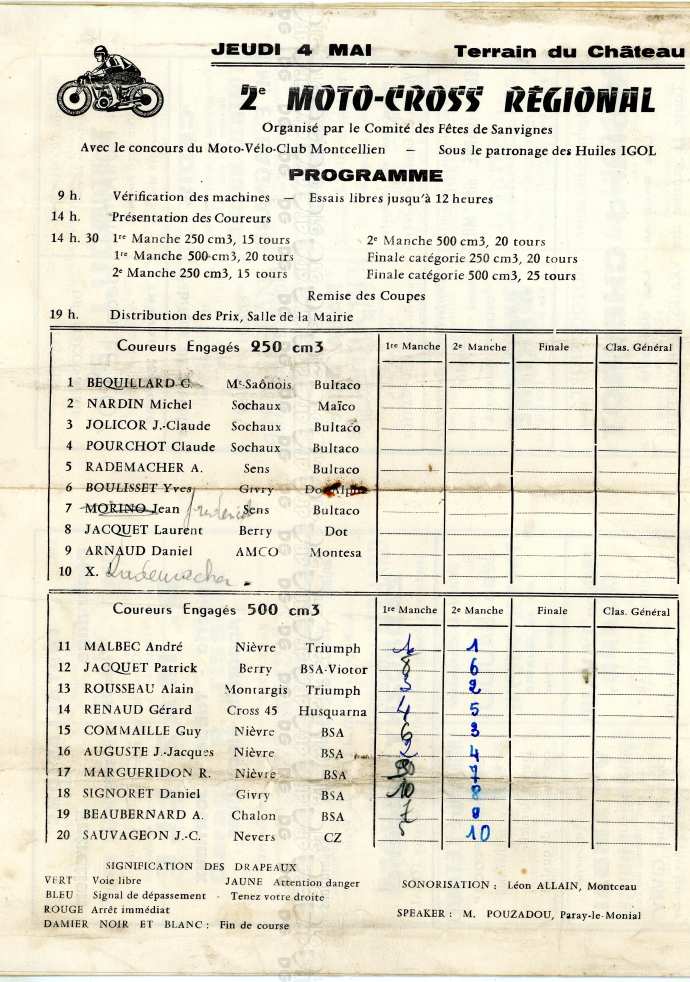 JEUDI 4 MAI Terrain du Château
2e MOTO-CROSS RÉGIONAL
Organisé par le Comité des Fêtes de Sanvignes
Avec le concours du Moto-Vélo-Club Montcellien — Sous le patronage des Huiles IGOL
PROGRAMME
9 h. Vérification des machines — Essais libres jusqu'à 12 heures
14 h. Présentation des Coureurs
14 h. 30 1re Manche 250 cm3, 15 tours 2e Manche 500 cm3, 20 tours
1re Manche 500 cm3, 20 tours Finale catégorie 250 cm3, 20 tours
2e Manche 250 cm3, 15 tours Finale catégorie 500 cm3, 25 tours
Remise des Coupes
19 h. Distribution des Prix, Salle de la Mairie
Coureurs Engagés 250 cm3 1re Manche 2e Manche Finale Clas. Général
1 BEQUILLARD C. Mt-Saônois Bultaco
2 NARDIN Michel Sochaux Maïco
3 JOLICOR J.-Claude Sochaux Bultaco
4 POURCHOT Claude Sochaux Bultaco
5 RADEMACHER A. Sens Bultaco
6 BOULISSET Yves Givry
7 MORINO Jean Sens Bultaco
8 JACQUET Laurent Berry Dot
9 ARNAUD Daniel AMCO Montesa
10 X.
Coureurs Engagés 500 cm3 1re Manche 2e Manche Finale Clas. Général
11 MALBEC André Nièvre Triumph 1
12 JACQUET Patrick Berry BSA-Viotor 8 6
13 ROUSSEAU Alain Montargis Triumph 3 2
14 RENAUD Gérard Cross 45 Husquarna 4 5
15 COMMAILLE Guy Nièvre BSA 3
16 AUGUSTE J.-Jacques Nièvre BSA 2 4
17 MARGUERIDON R. Nièvre BSA 7
18 SIGNORET Daniel Givry BSA 8
19 BEAUBERNARD A. Chalon BSA 9
20 SAUVAGEON J.-C. Nevers CZ 10
SIGNIFICATION DES DRAPEAUX
VERT Voie libre JAUNE Attention danger
BLEU Signal de dépassement - Tenez votre droite
ROUGE Arrêt immédiat
DAMIER NOIR ET BLANC : Fin de course
SONORISATION : Léon ALLAIN, Montceau
SPEAKER : M. POUZADOU, Paray-le-Monial